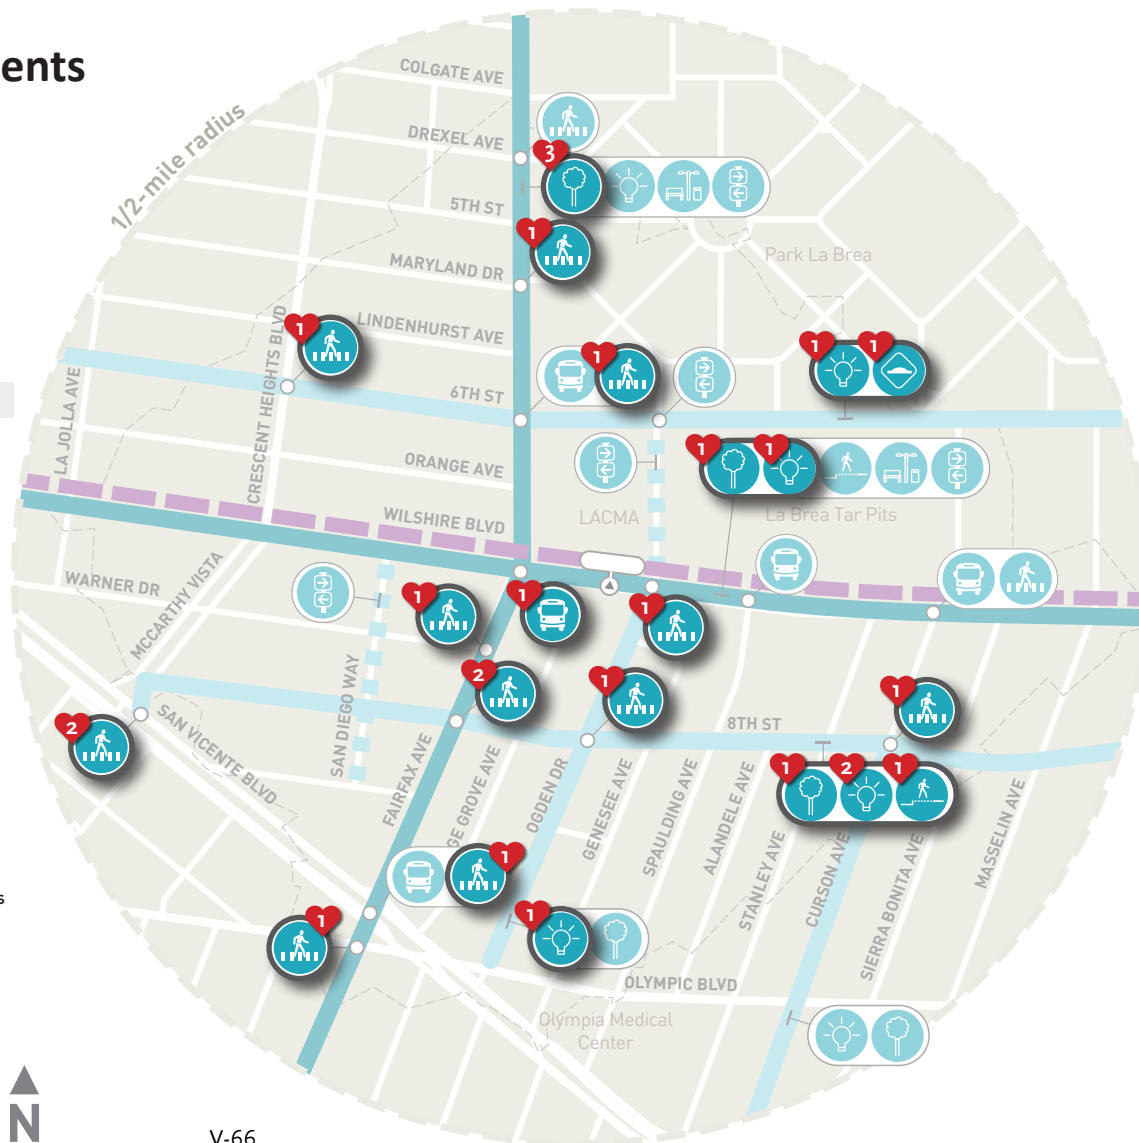 ents
1/2-mile radius
COLGATE AVE
DREXEL AVE
3
5TH ST
1
MARYLAND DR
Park La Brea
LINDENHURST AVE
1
CRESCENT HEIGHTS BLVD
1
1
1
6TH ST
LA JOLLA AVE
ORANGE AVE
1
1
WILSHIRE BLVD
LACMA
La Brea Tar Pits
WARNER DR
MCCARTHY VISTA
1
1
1
2
1
1
2
SAN VICENTE BLVD
SAN DIEGO WAY
8TH ST
FAIRFAX AVE
GE GROVE AVE
OGDEN DR
GENESEE AVE
SPAULDING AVE
ALANDELE AVE
STANLEY AVE
CURSON AVE
SIERRA BONITA AVE
MASSELIN AVE
1
2
1
1
s
1
1
OLYMPIC BLVD
Olympia Medical
Center
N
V-66